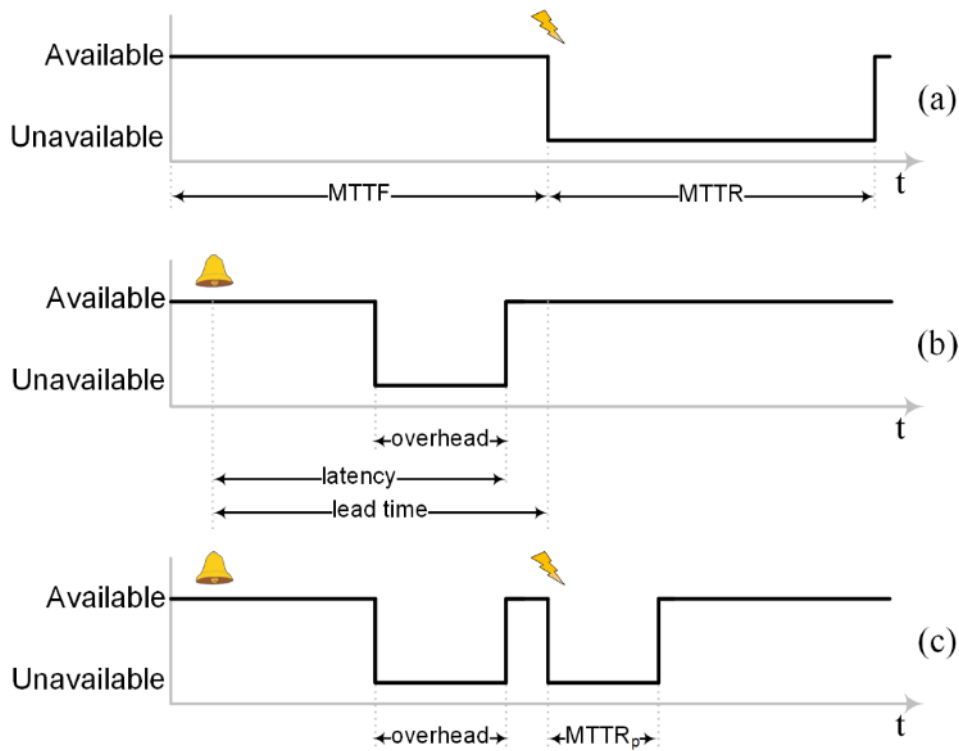 Available
(a)
Unavailable
t
MTTF
MTTR
Available
(b)
Unavailable
t
overhead
latency
lead time
Available
(c)
Unavailable
t
overhead
MTTRp